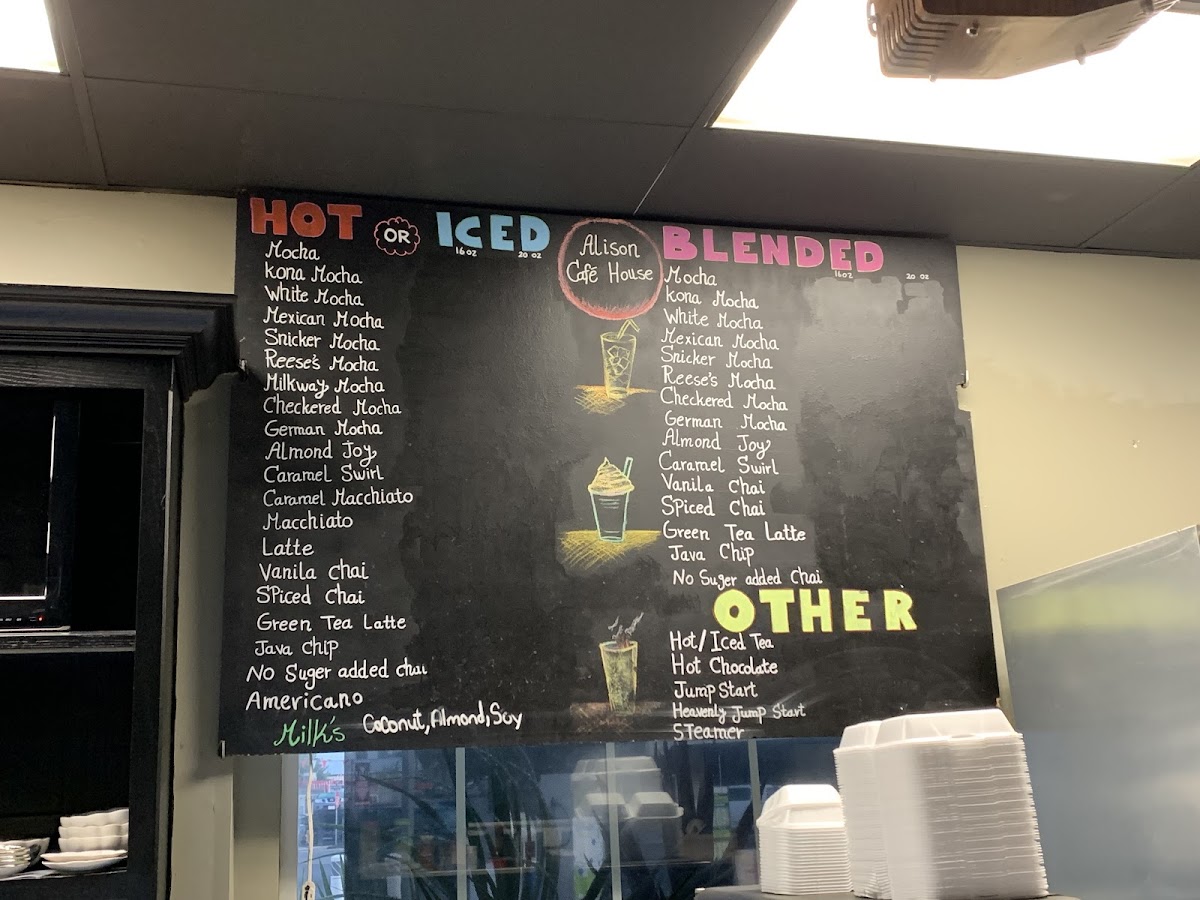 HOT OR ICED
16oz 20 oz
Mocha
Kona Mocha
White Mocha
Mexican Mocha
Snicker Mocha
Reese's Mocha
Milkway Mocha
Checkered Mocha
German Mocha
Almond Joy
Caramel Swirl
Caramel Macchiato
Macchiato
Latte
Vanila Chai
Spiced Chai
Green Tea Latte
Java Chip
No Suger added chai
Americano
Milk's Coconut, Almond, Soy
Alison
Café House
BLENDED
16oz 20 oz
Mocha
Kona Mocha
White Mocha
Mexican Mocha
Snicker Mocha
Reese's Mocha
Checkered Mocha
German Mocha
Almond Joy
Caramel Swirl
Vanila Chai
Spiced Chai
Green Tea Latte
Java Chip
No Suger added Chai
OTHER
Hot/Iced Tea
Hot Chocolate
Jump Start
Heavenly Jump Start
STeamer